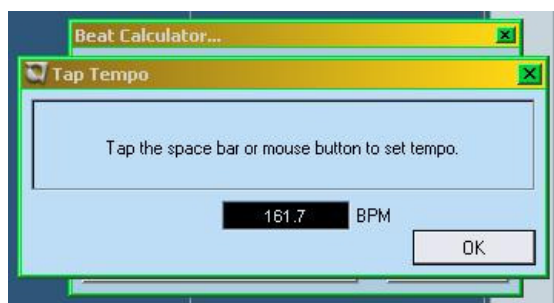 Beat Calculator...
Tap Tempo
Tap the space bar or mouse button to set tempo.
161.7 BPM
OK